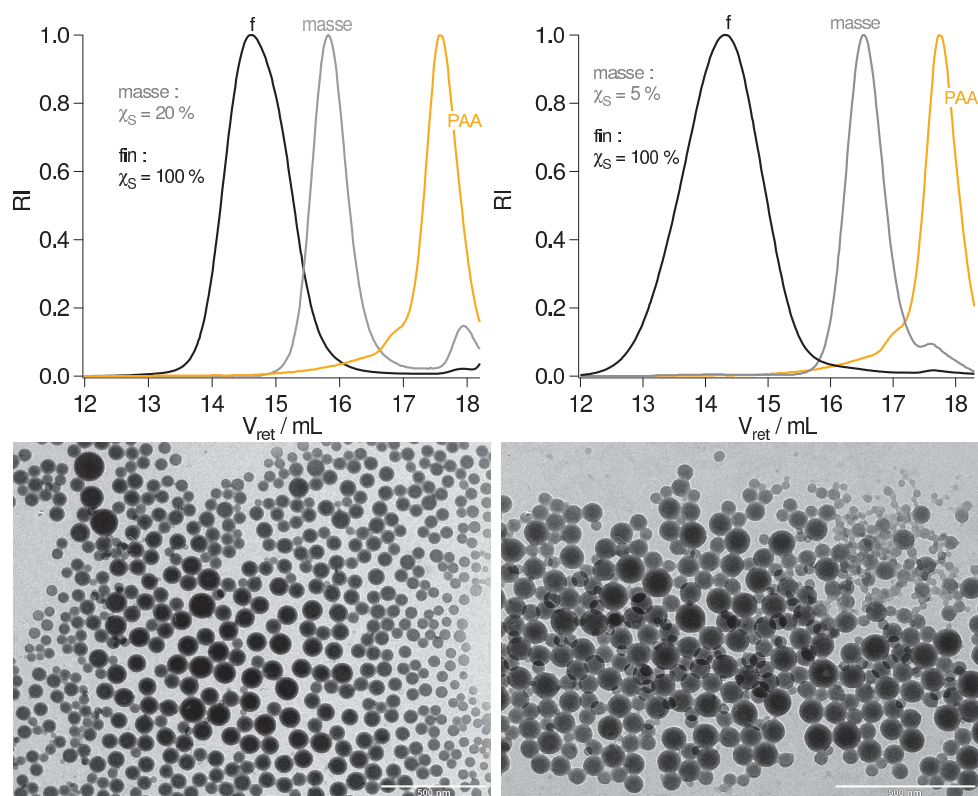 f
masse
1.0
masse :
χS = 20 %
0.8
PAA
fin :
χS = 100 %
0.6
RI
0.4
0.2
0.0
12
13
14
15
16
17
18
Vret / mL
f
masse
1.0
masse :
χS = 5 %
0.8
PAA
fin :
χS = 100 %
0.6
RI
0.4
0.2
0.0
12
13
14
15
16
17
18
Vret / mL
500 nm
500 nm